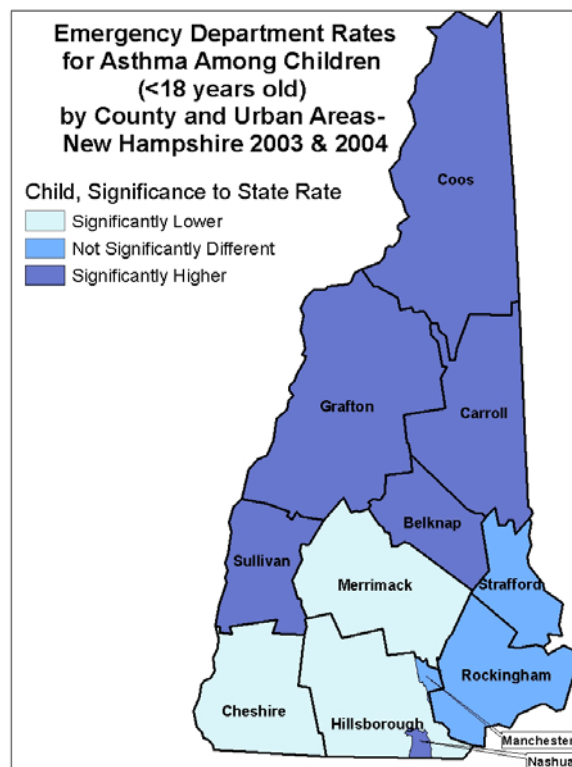 Emergency Department Rates
for Asthma Among Children
(<18 years old)
by County and Urban Areas-
New Hampshire 2003 & 2004
Child, Significance to State Rate
Significantly Lower
Not Significantly Different
Significantly Higher
Coos
Grafton
Carroll
Belknap
Sullivan
Merrimack
Strafford
Rockingham
Cheshire
Hillsborough
Manchester
Nashua